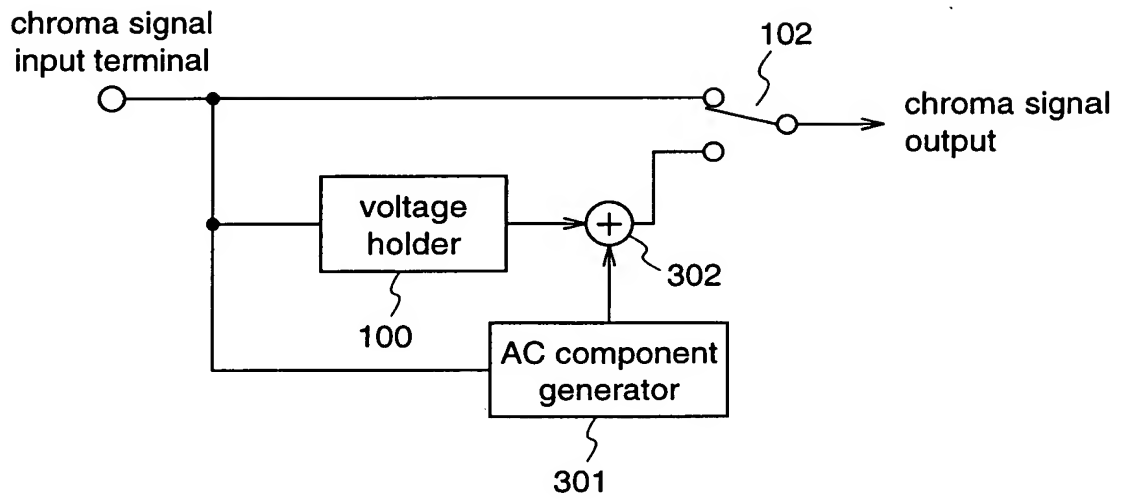 chroma signal
input terminal
102
chroma signal
output
voltage
holder
+
302
100
AC component
generator
301